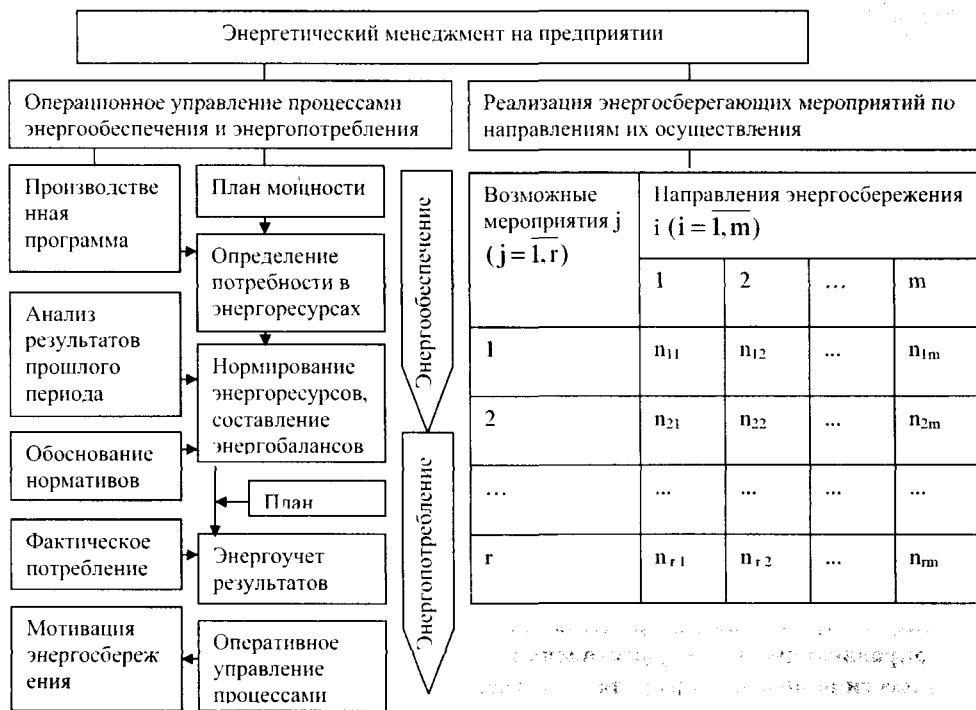 Энергетический менеджмент на предприятии
Операционное управление процессами
энергообеспечения и энергопотребления
Реализация энергосберегающих мероприятий по
направлениям их осуществления
Производстве
нная
программа
План мощности
Определение
потребности в
энергоресурсах
Анализ
результатов
прошлого
периода
Нормирование
энергоресурсов,
составление
энергобалансов
Обоснование
нормативов
План
Фактическое
потребление
Энергоучет
результатов
Мотивация
энергосбереж
ения
Оперативное
управление
процессами
Энергообеспечение
Энергопотребление
Возможные
мероприятия j
(j = 1, r)
Направления энергосбережения
i (i = 1, m)
1 2 ... m
1 n11 n12 ... n1m
2 n21 n22 ... n2m
... ... ... ... ...
r nr1 nr2 ... nrm